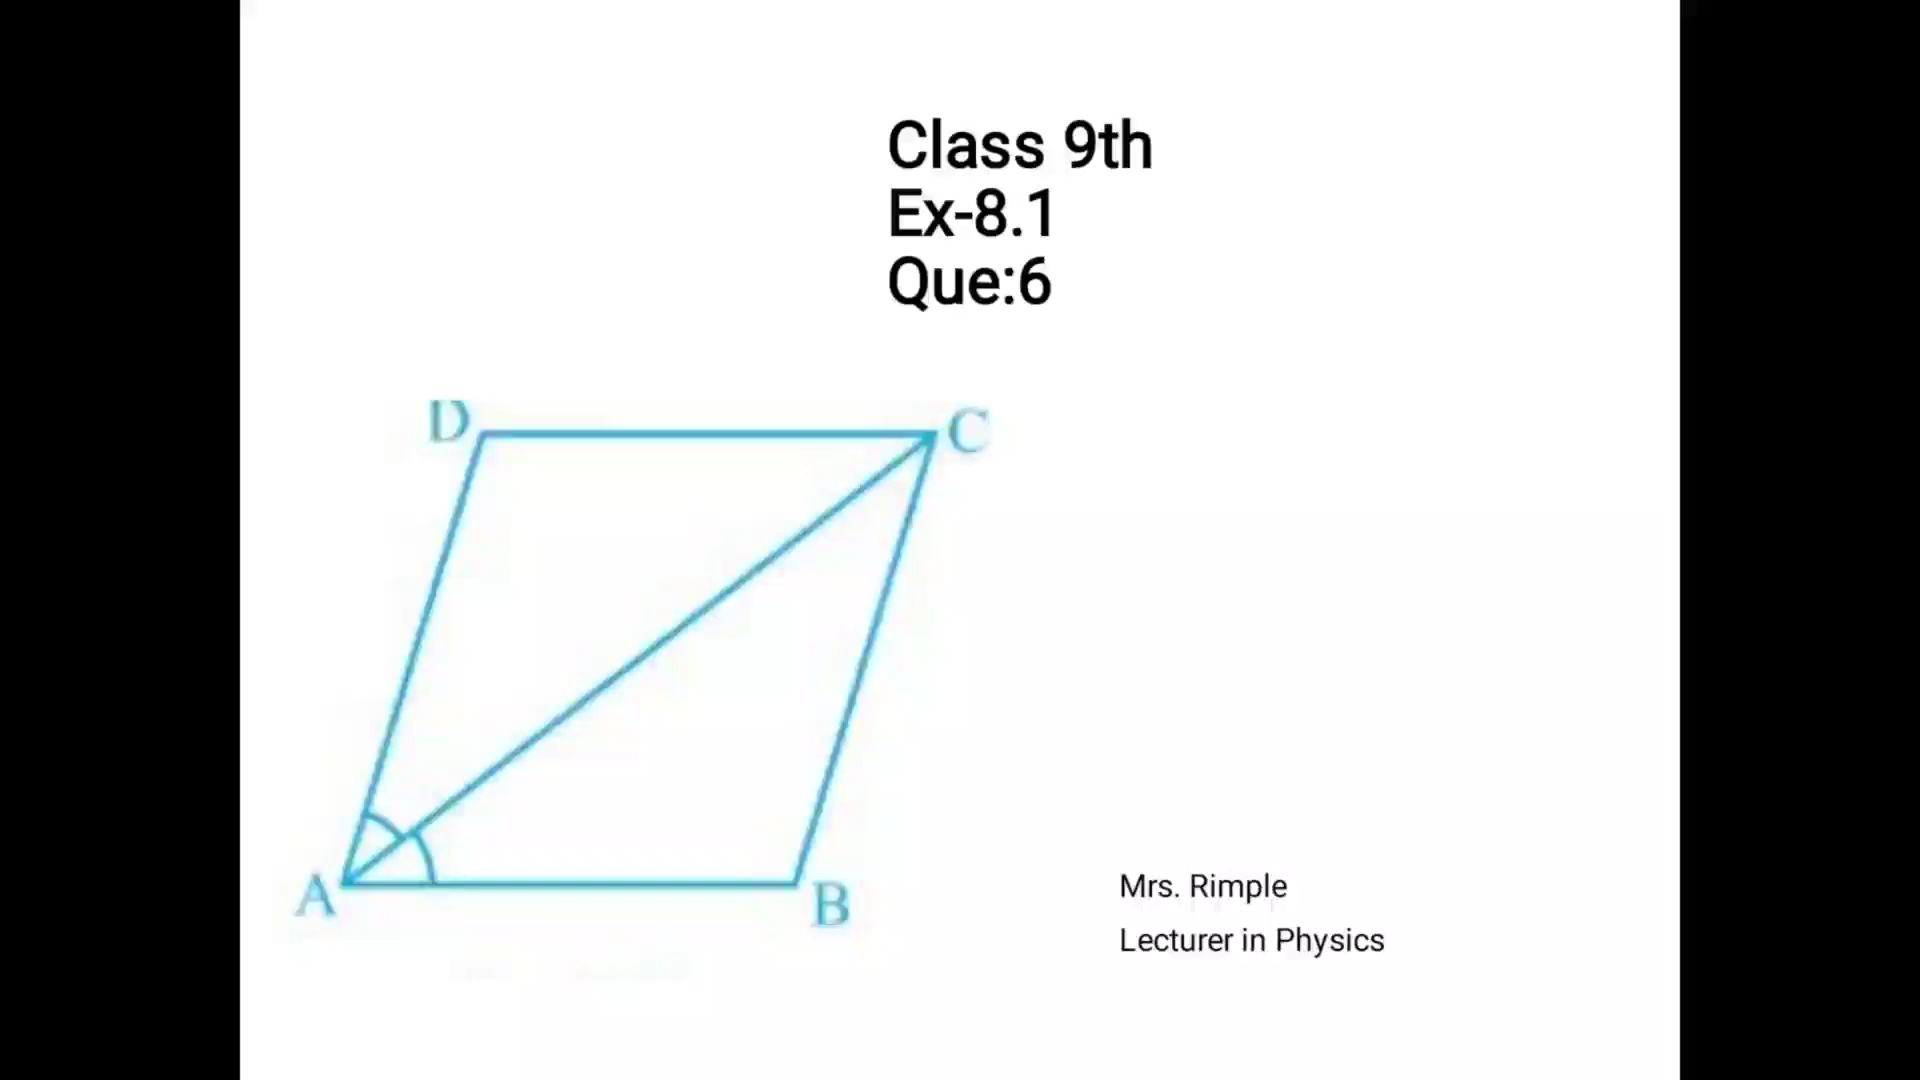 Class 9th
Ex-8.1
Que:6
D
C
A
B
Mrs. Rimple
Lecturer in Physics